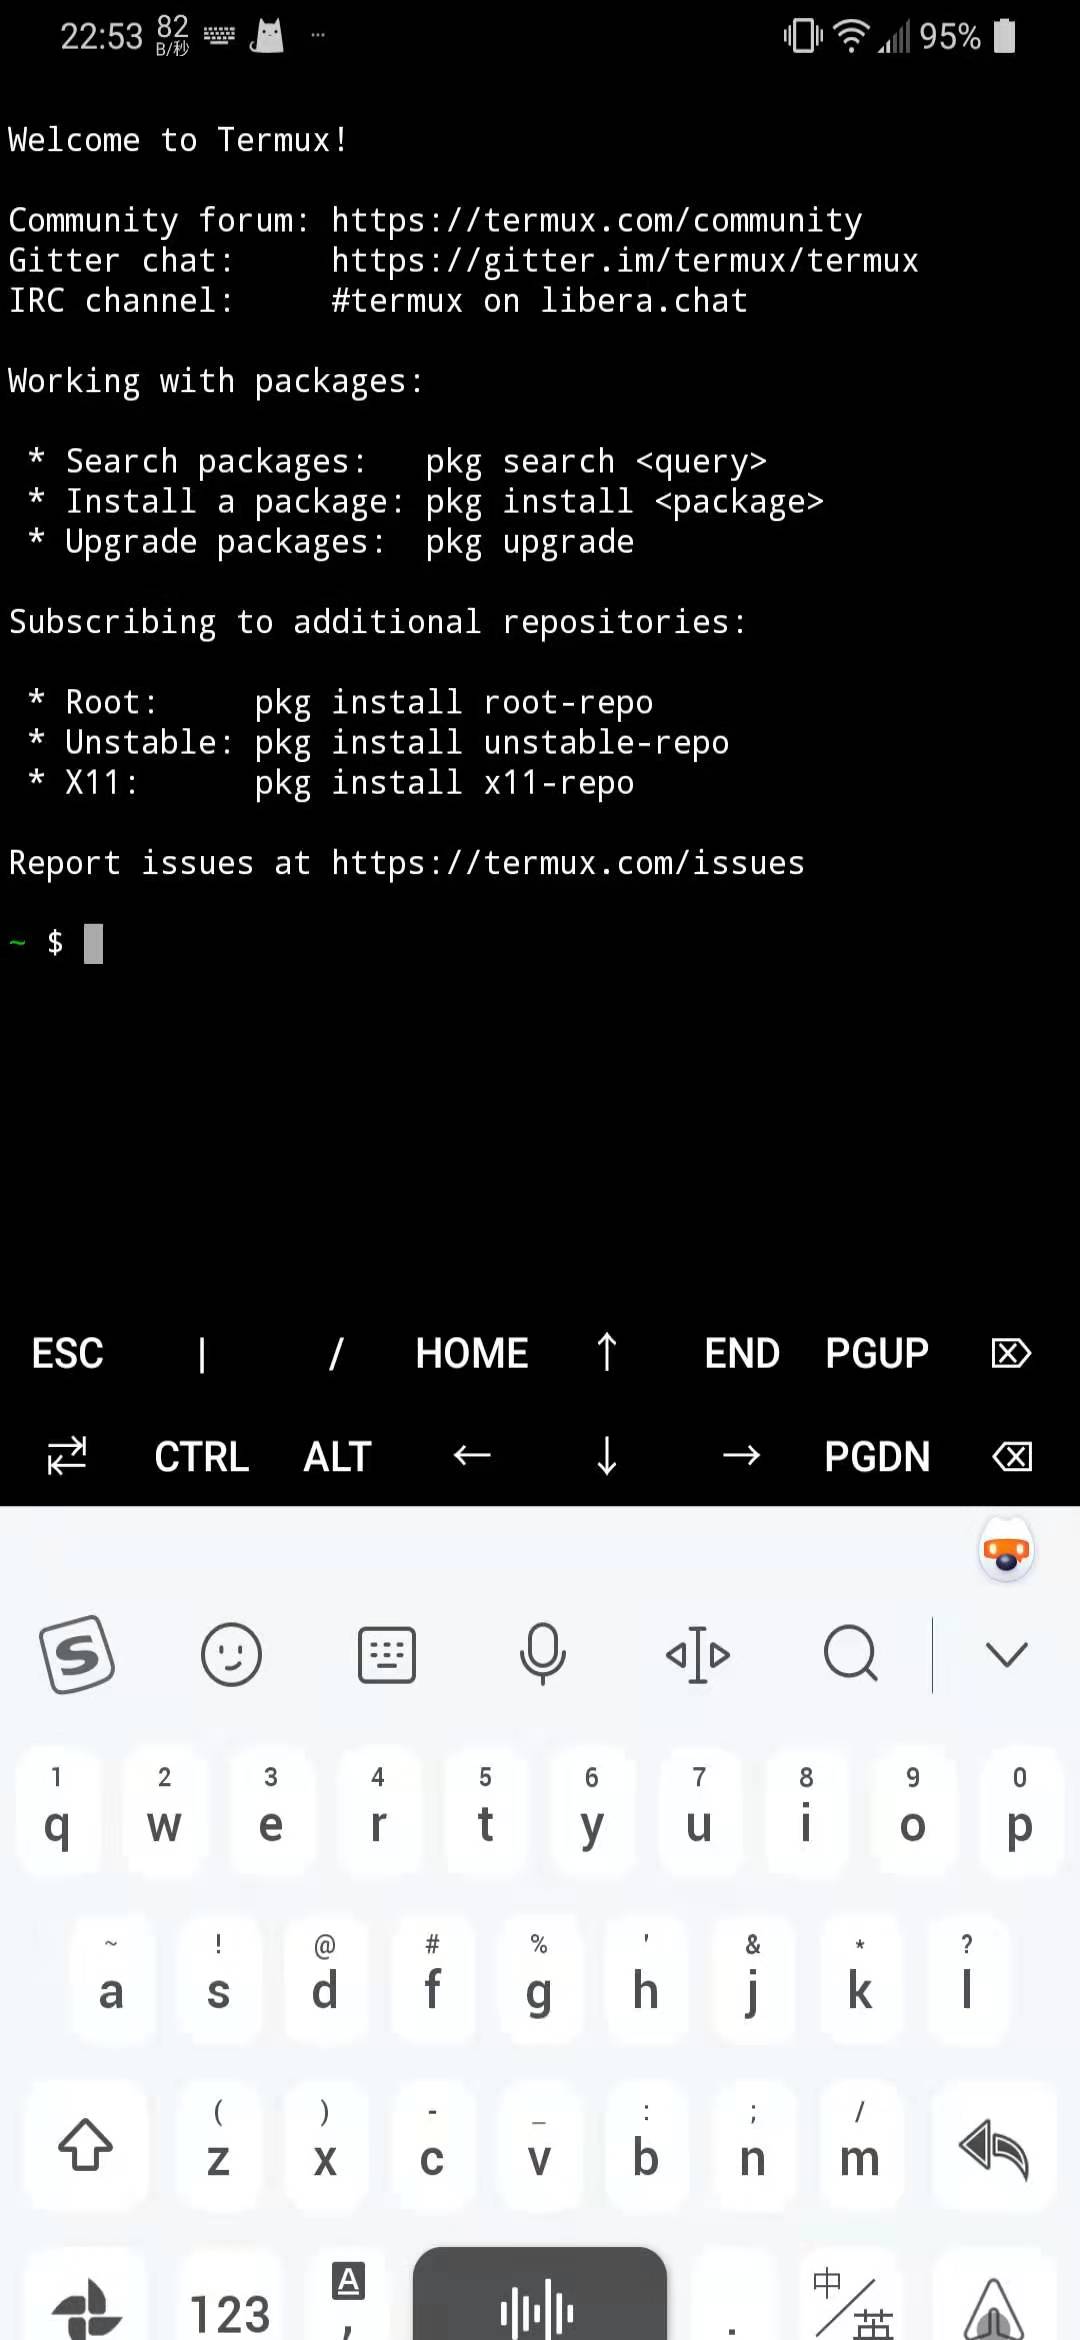 22:53 82 B/秒 ··· 95%
Welcome to Termux!
Community forum: https://termux.com/community
Gitter chat:     https://gitter.im/termux/termux
IRC channel:     #termux on libera.chat
Working with packages:
* Search packages:   pkg search <query>
* Install a package: pkg install <package>
* Upgrade packages:  pkg upgrade
Subscribing to additional repositories:
* Root:     pkg install root-repo
* Unstable: pkg install unstable-repo
* X11:      pkg install x11-repo
Report issues at https://termux.com/issues
~ $
ESC | / HOME ↑ END PGUP ⌦
CTRL ALT ← ↓ → PGDN ⌫
S
1 2 3 4 5 6 7 8 9 0
q w e r t y u i o p
~ ! @ # % ' & * ?
a s d f g h j k l
( ) - _ : ; /
z x c v b n m
123 A , . 中/英